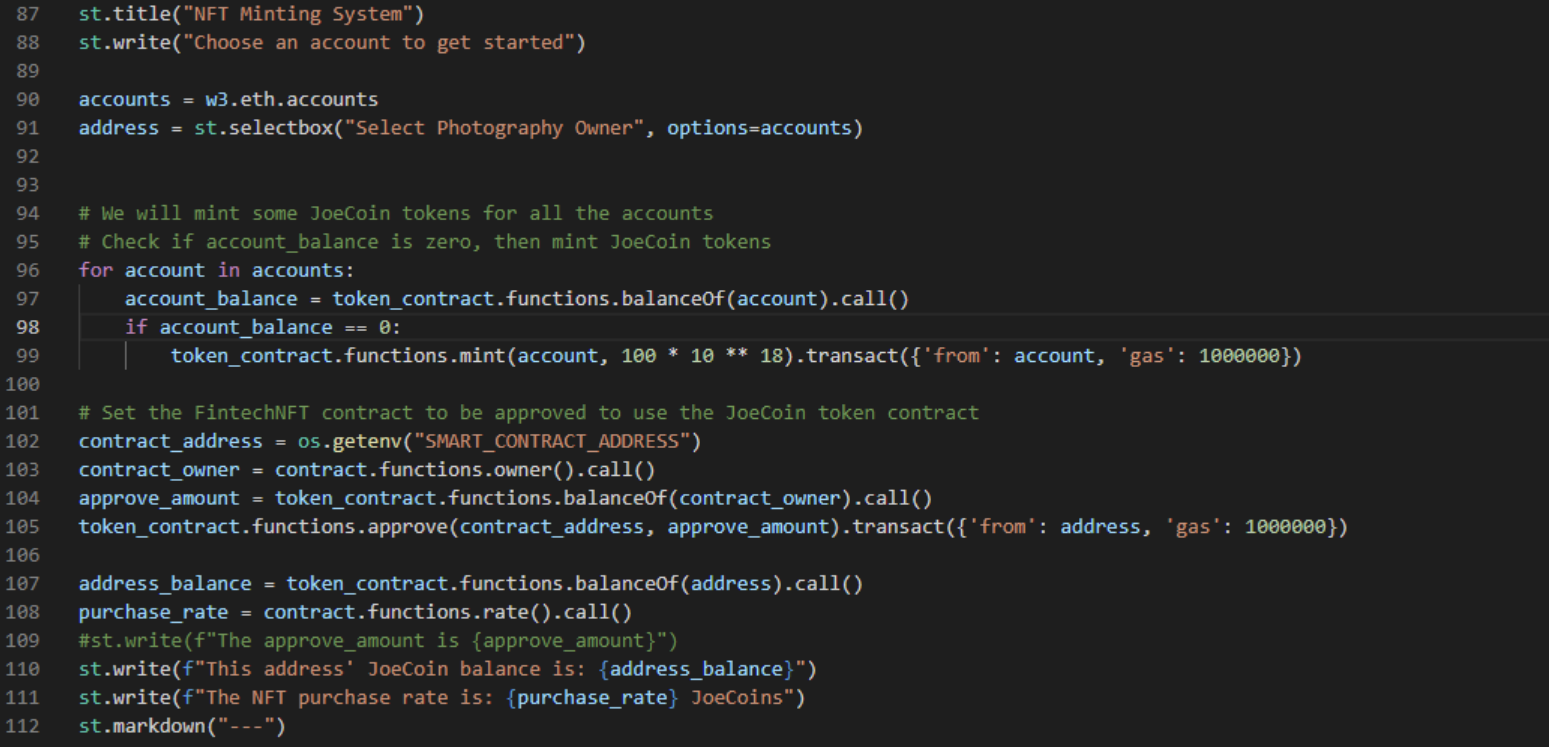 87 st.title("NFT Minting System")
88 st.write("Choose an account to get started")
89
90 accounts = w3.eth.accounts
91 address = st.selectbox("Select Photography Owner", options=accounts)
92
93
94 # We will mint some JoeCoin tokens for all the accounts
95 # Check if account_balance is zero, then mint JoeCoin tokens
96 for account in accounts:
97     account_balance = token_contract.functions.balanceOf(account).call()
98     if account_balance == 0:
99         token_contract.functions.mint(account, 100 * 10 ** 18).transact({'from': account, 'gas': 1000000})
100
101 # Set the FintechNFT contract to be approved to use the JoeCoin token contract
102 contract_address = os.getenv("SMART_CONTRACT_ADDRESS")
103 contract_owner = contract.functions.owner().call()
104 approve_amount = token_contract.functions.balanceOf(contract_owner).call()
105 token_contract.functions.approve(contract_address, approve_amount).transact({'from': address, 'gas': 1000000})
106
107 address_balance = token_contract.functions.balanceOf(address).call()
108 purchase_rate = contract.functions.rate().call()
109 #st.write(f"The approve_amount is {approve_amount}")
110 st.write(f"This address' JoeCoin balance is: {address_balance}")
111 st.write(f"The NFT purchase rate is: {purchase_rate} JoeCoins")
112 st.markdown("---")